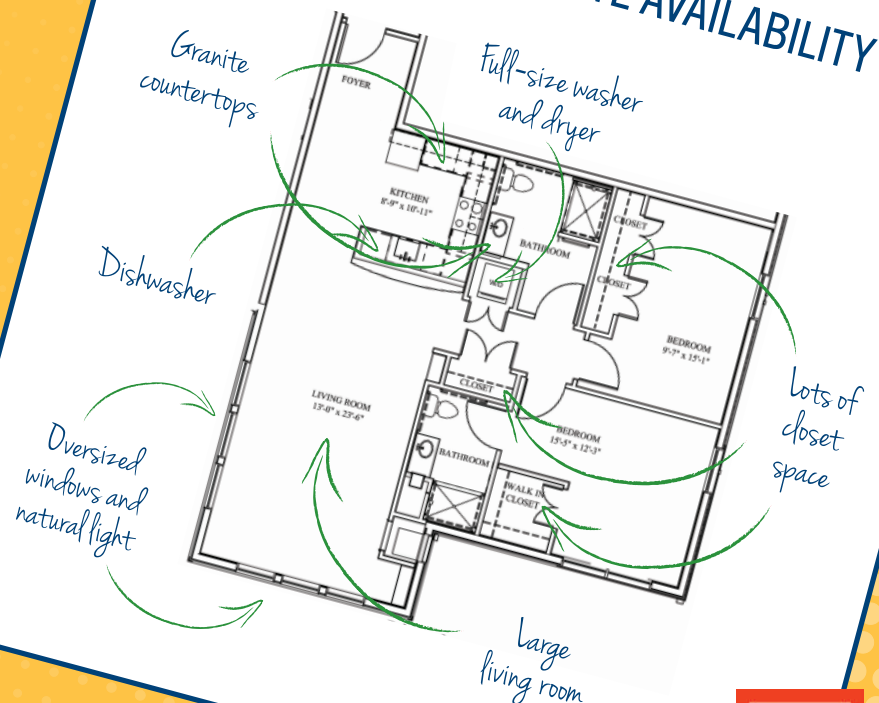 AVAILABILITY
Granite
countertops
Full-size washer
and dryer
FOYER
KITCHEN
8'-9" x 10'-11"
BATHROOM
CLOSET
CLOSET
W/D
Dishwasher
BEDROOM
9'-7" x 15'-1"
CLOSET
LIVING ROOM
13'-0" x 23'-6"
BEDROOM
15'-5" x 12'-3"
BATHROOM
WALK IN
CLOSET
Lots of
closet
space
Oversized
windows and
natural light
Large
living room